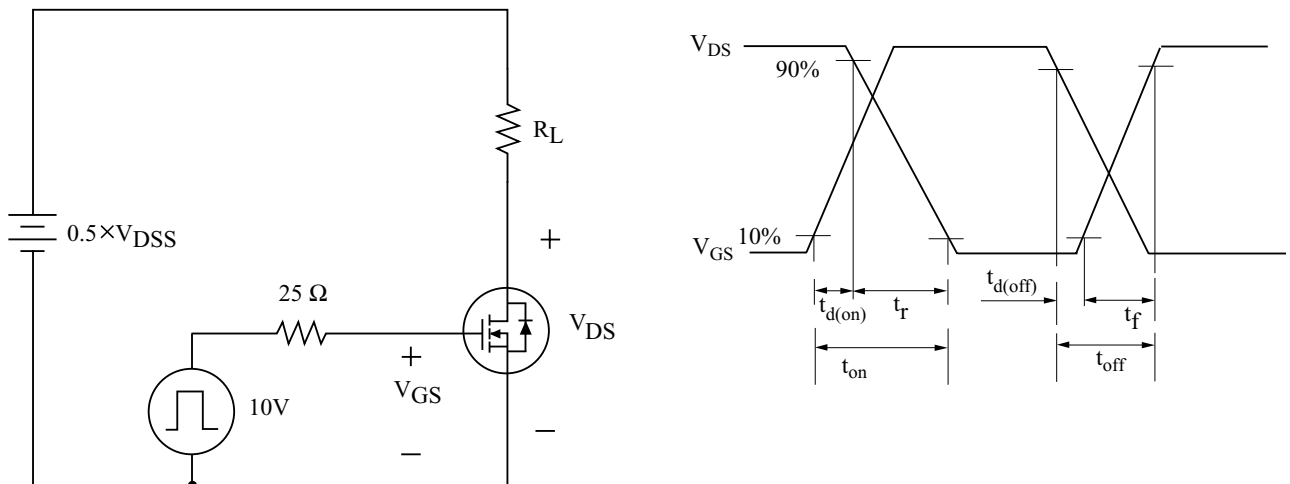 R_L
0.5×V_DSS
+
25 Ω
V_DS
+
V_GS
10V
−
−
V_DS
90%
10%
V_GS
t_d(on)
t_r
t_d(off)
t_f
t_on
t_off